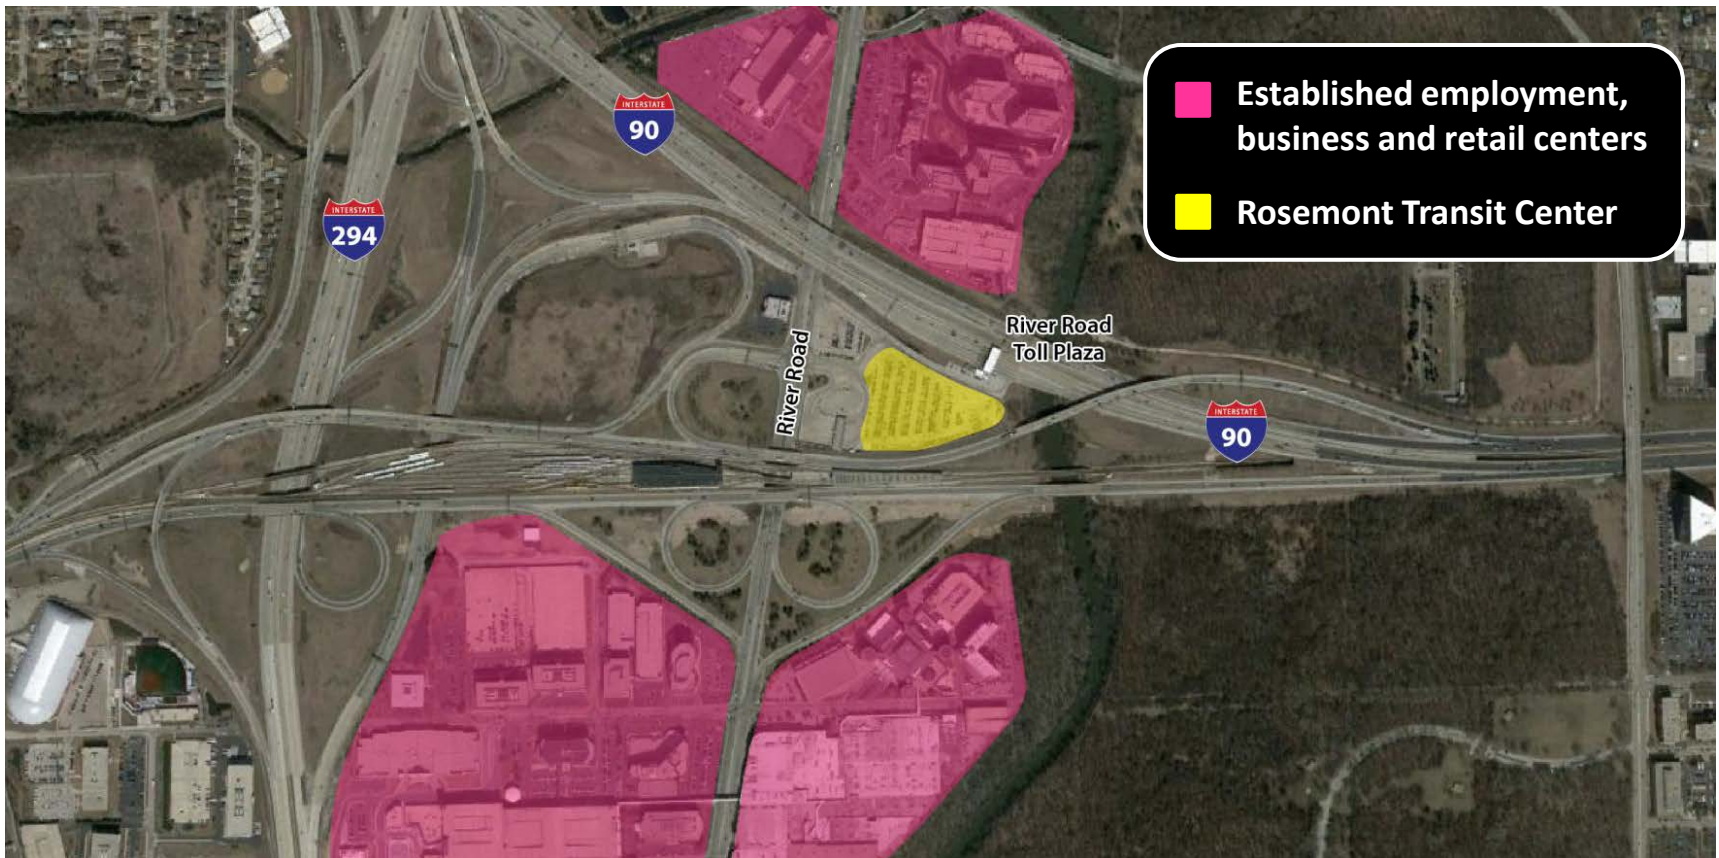 INTERSTATE
90
INTERSTATE
294
Established employment,
business and retail centers
Rosemont Transit Center
River Road
Toll Plaza
River Road
INTERSTATE
90